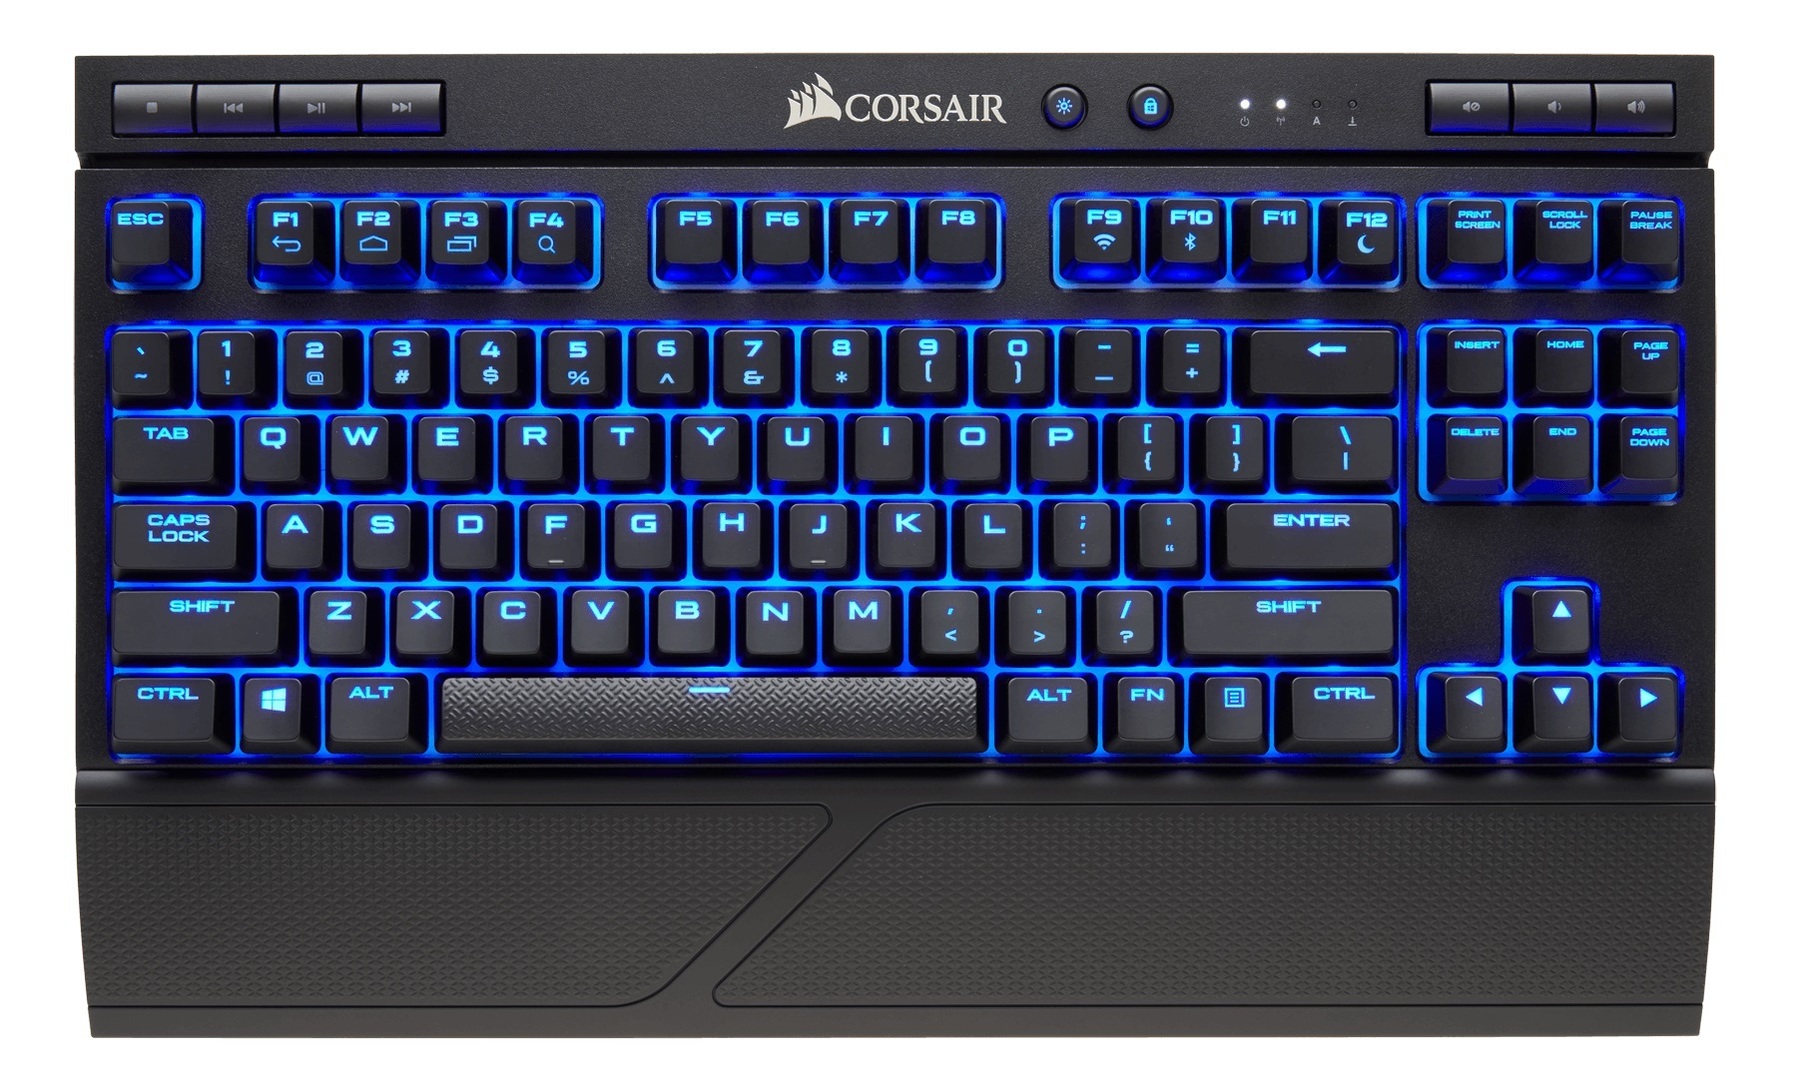 CORSAIR
A
ESC F1 F2 F3 F4 F5 F6 F7 F8 F9 F10 F11 F12 PRINT SCREEN SCROLL LOCK PAUSE BREAK
` 1 2 3 4 5 6 7 8 9 0 - = INSERT HOME PAGE UP
~ ! @ # $ % ^ & * ( ) _ +
TAB Q W E R T Y U I O P [ ] \ DELETE END PAGE DOWN
{ } |
CAPS LOCK A S D F G H J K L ; ' ENTER
: “
SHIFT Z X C V B N M , . / SHIFT
< > ?
CTRL ALT ALT FN CTRL